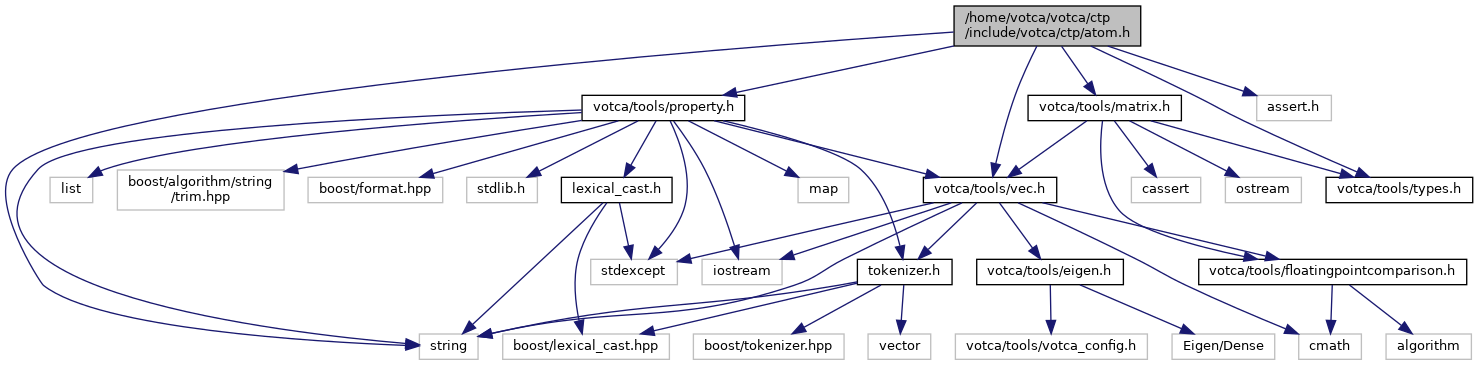 /home/votca/votca/ctp
/include/votca/ctp/atom.h
votca/tools/property.h
votca/tools/matrix.h
assert.h
list
boost/algorithm/string
/trim.hpp
boost/format.hpp
stdlib.h
lexical_cast.h
map
votca/tools/vec.h
cassert
ostream
votca/tools/types.h
stdexcept
iostream
tokenizer.h
votca/tools/eigen.h
votca/tools/floatingpointcomparison.h
string
boost/lexical_cast.hpp
boost/tokenizer.hpp
vector
votca/tools/votca_config.h
Eigen/Dense
cmath
algorithm